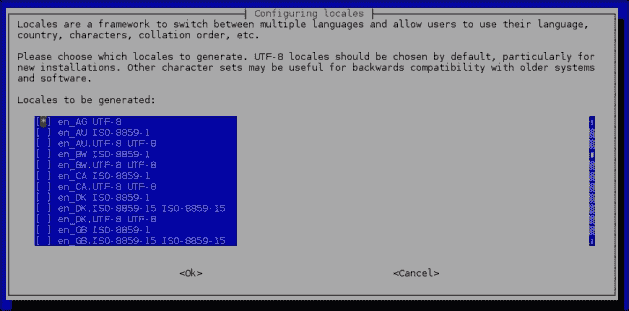 Configuring locales
Locales are a framework to switch between multiple languages and allow users to use their language,
country, characters, collation order, etc.
Please choose which locales to generate. UTF-8 locales should be chosen by default, particularly for
new installations. Other character sets may be useful for backwards compatibility with older systems
and software.
Locales to be generated:
[*] en_AG UTF-8
[ ] en_AU ISO-8859-1
[ ] en_AU.UTF-8 UTF-8
[ ] en_BW ISO-8859-1
[ ] en_BW.UTF-8 UTF-8
[ ] en_CA ISO-8859-1
[ ] en_CA.UTF-8 UTF-8
[ ] en_DK ISO-8859-1
[ ] en_DK.ISO-8859-15 ISO-8859-15
[ ] en_DK.UTF-8 UTF-8
[ ] en_GB ISO-8859-1
[ ] en_GB.ISO-8859-15 ISO-8859-15
<Ok> <Cancel>